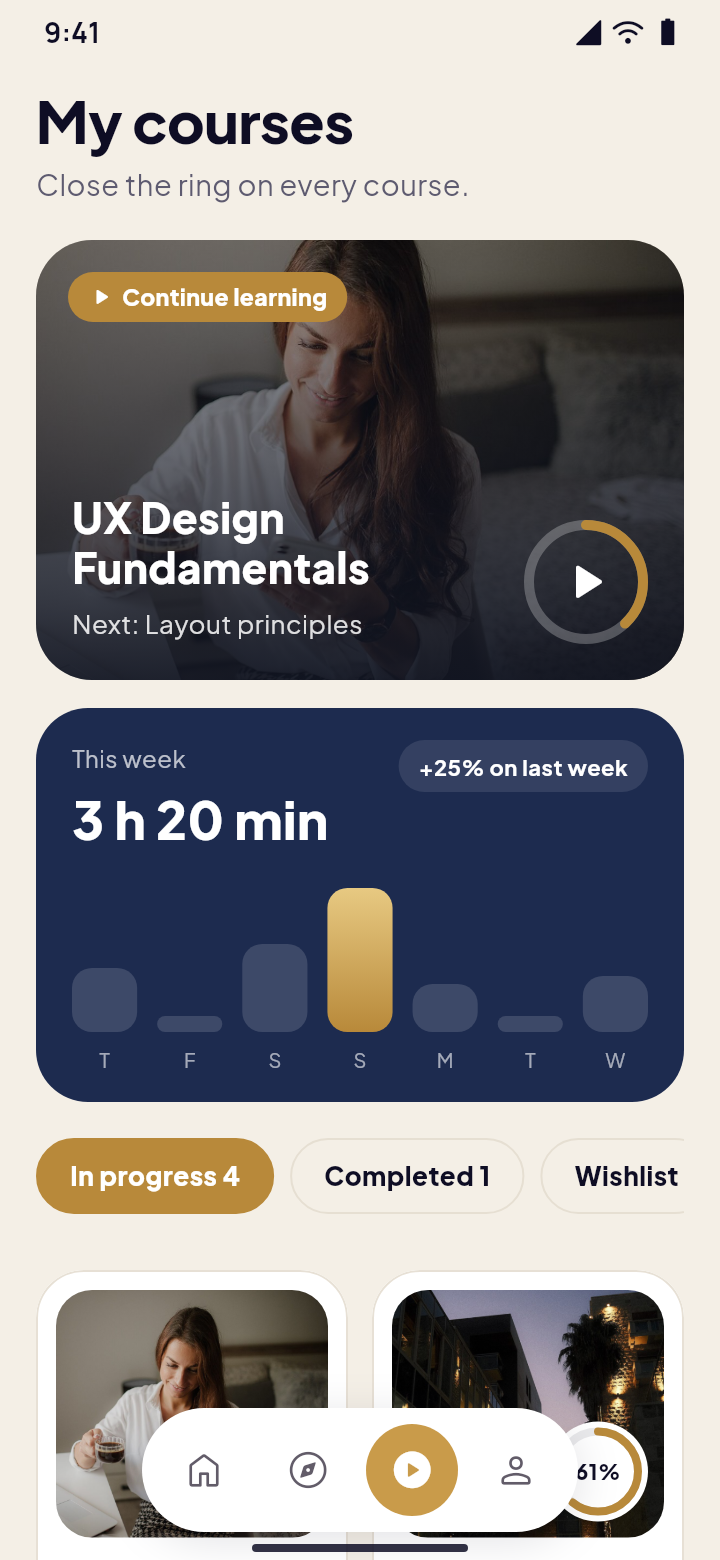 9:41
My courses
Close the ring on every course.
Continue learning
UX Design
Fundamentals
Next: Layout principles
This week
+25% on last week
3 h 20 min
T F S S M T W
In progress 4
Completed 1
Wishlist
61%